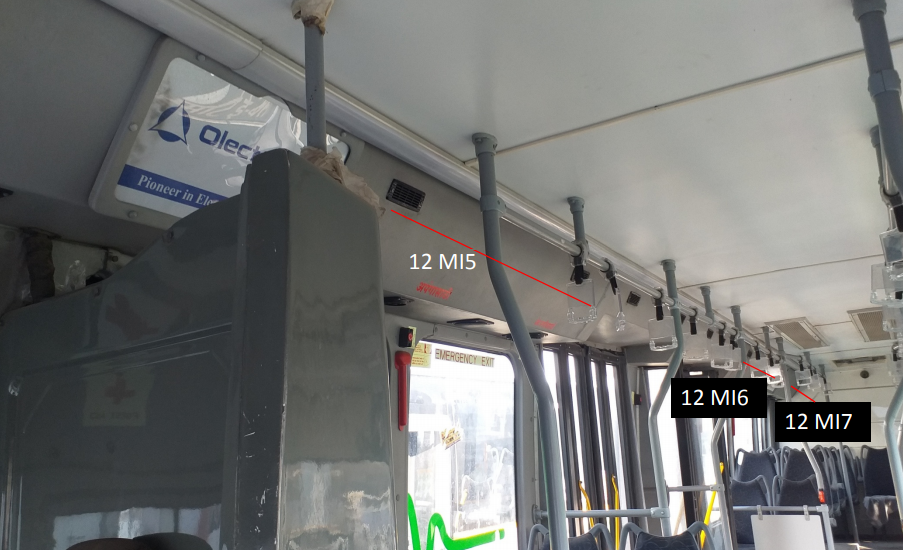 Olect
Pioneer in Ele
12 MI5
EMERGENCY EXIT
12 MI6
12 MI7